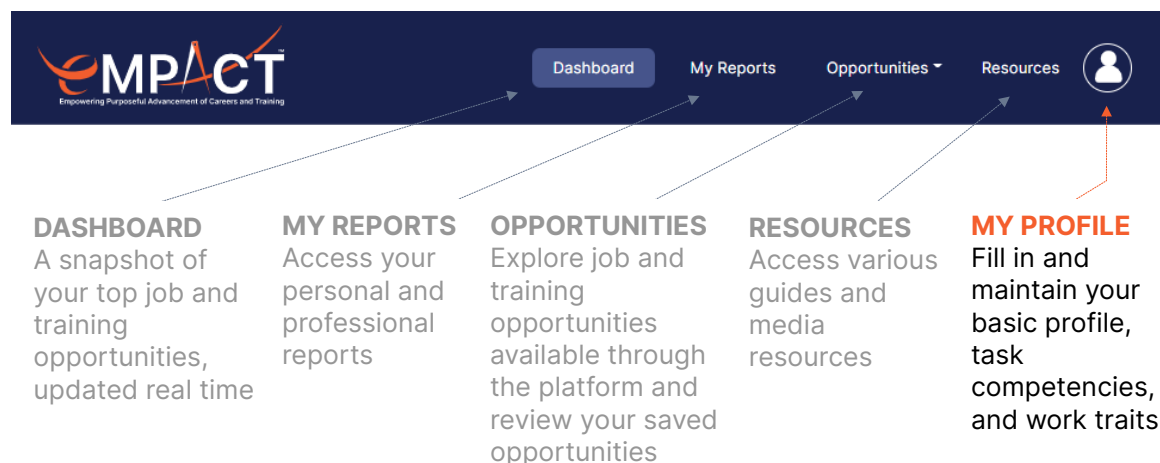 eMPACT™
Empowering Purposeful Advancement of Careers and Training
Dashboard
My Reports
Opportunities
Resources
DASHBOARD
A snapshot of
your top job and
training
opportunities,
updated real time
MY REPORTS
Access your
personal and
professional
reports
OPPORTUNITIES
Explore job and
training
opportunities
available through
the platform and
review your saved
opportunities
RESOURCES
Access various
guides and
media
resources
MY PROFILE
Fill in and
maintain your
basic profile,
task
competencies,
and work traits